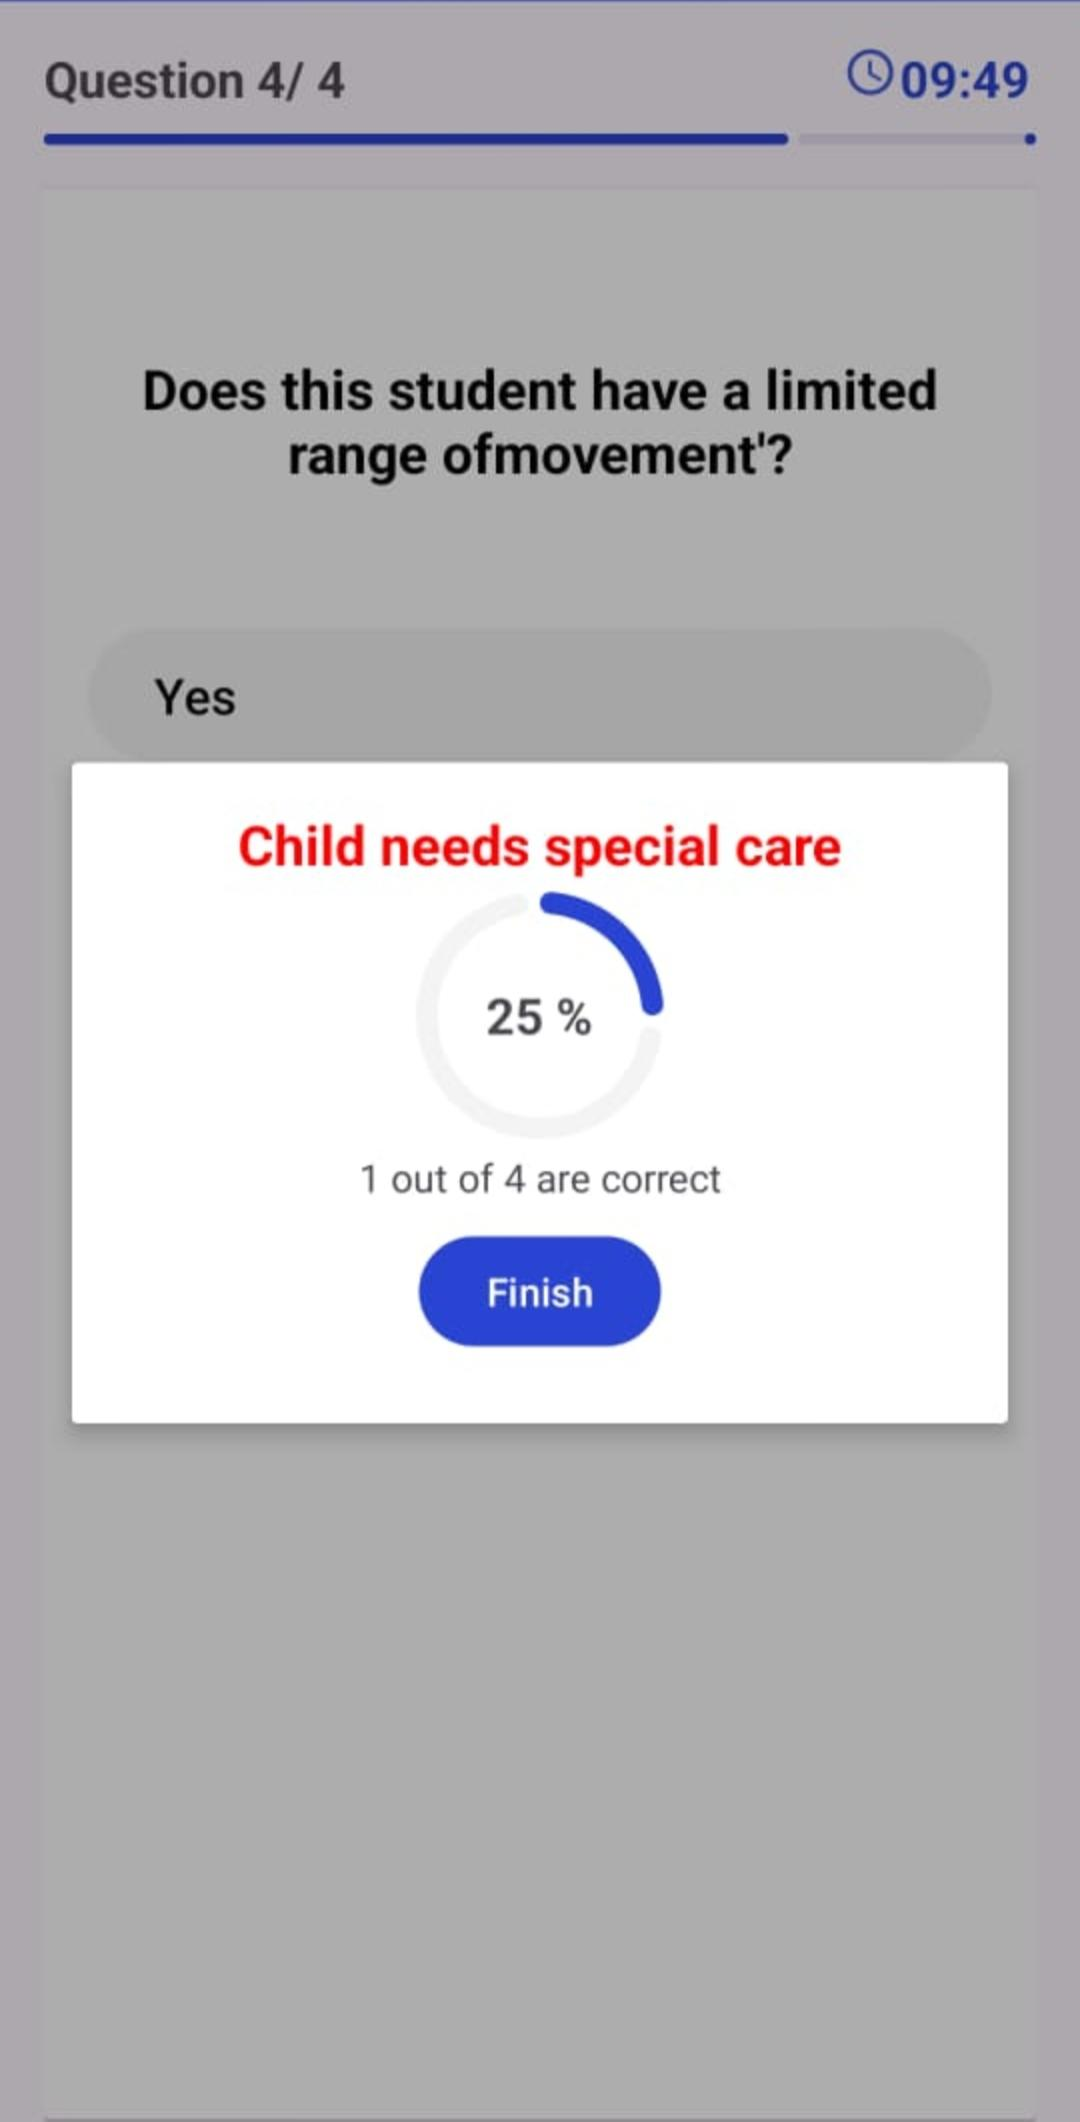 Question 4/ 4
09:49
Does this student have a limited
range ofmovement'?
Yes
Child needs special care
25 %
1 out of 4 are correct
Finish